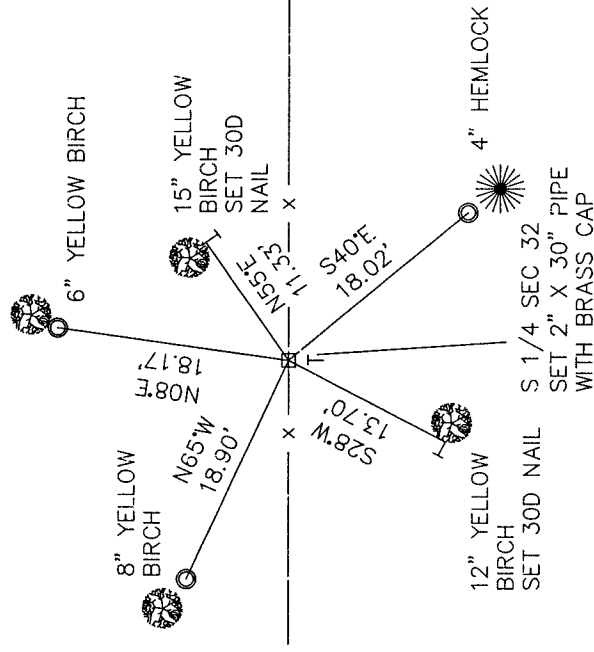 6" YELLOW BIRCH
15" YELLOW
BIRCH
SET 30D
NAIL
8" YELLOW
BIRCH
N08°E
18.17'
N65°W
18.90'
N55°E
11.33'
X
X
S40°E
18.02'
S28°W
13.70'
4" HEMLOCK
12" YELLOW
BIRCH
SET 30D NAIL
S 1/4 SEC 32
SET 2" X 30" PIPE
WITH BRASS CAP